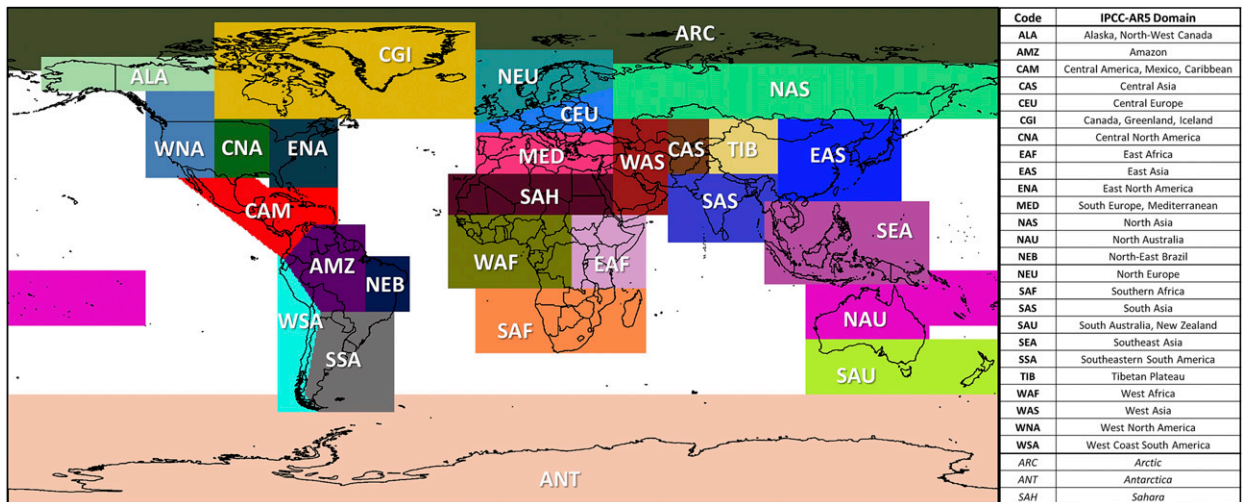 ARC
CGI
ALA
NEU
NAS
CEU
WNA
CNA
ENA
MED
WAS
CAS
TIB
EAS
SAH
SAS
CAM
SEA
WAF
EAF
AMZ
NEB
WSA
SAF
NAU
SSA
SAU
ANT
Code IPCC-AR5 Domain
ALA Alaska, North-West Canada
AMZ Amazon
CAM Central America, Mexico, Caribbean
CAS Central Asia
CEU Central Europe
CGI Canada, Greenland, Iceland
CNA Central North America
EAF East Africa
EAS East Asia
ENA East North America
MED South Europe, Mediterranean
NAS North Asia
NAU North Australia
NEB North-East Brazil
NEU North Europe
SAF Southern Africa
SAS South Asia
SAU South Australia, New Zealand
SEA Southeast Asia
SSA Southeastern South America
TIB Tibetan Plateau
WAF West Africa
WAS West Asia
WNA West North America
WSA West Coast South America
ARC Arctic
ANT Antarctica
SAH Sahara